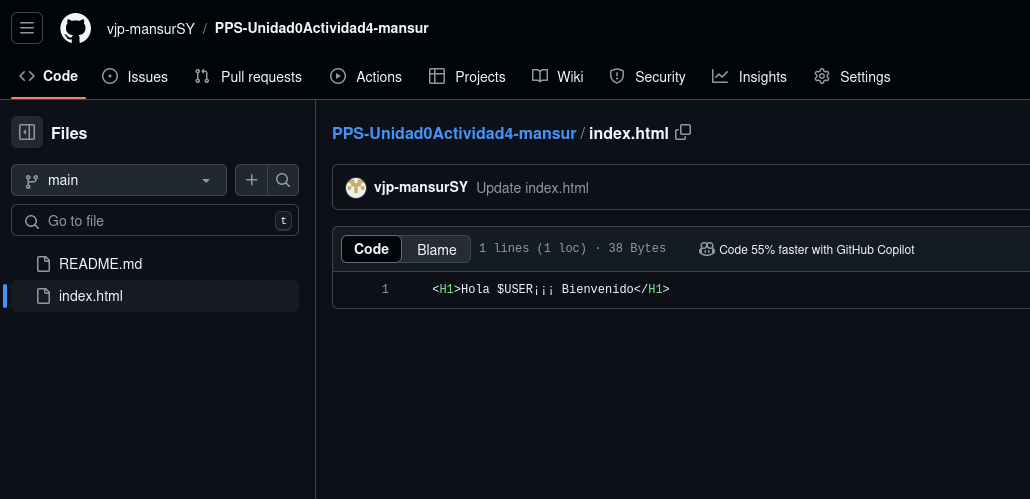 vjp-mansurSY / PPS-Unidad0Actividad4-mansur
Code Issues Pull requests Actions Projects Wiki Security Insights Settings
Files
main
Go to file t
README.md
index.html
PPS-Unidad0Actividad4-mansur / index.html
vjp-mansurSY Update index.html
Code Blame 1 lines (1 loc) · 38 Bytes Code 55% faster with GitHub Copilot
1 <H1>Hola $USER¡¡¡ Bienvenido</H1>